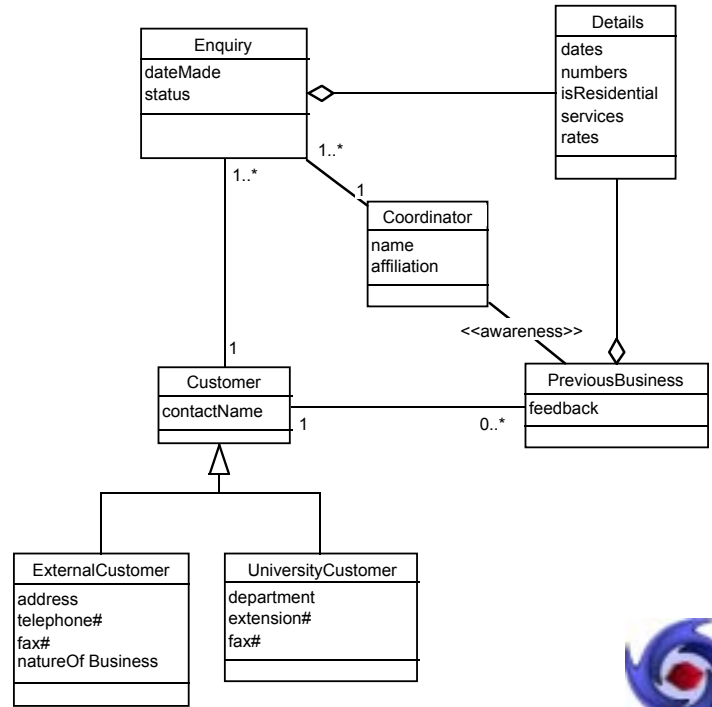 Enquiry
dateMade
status
Details
dates
numbers
isResidential
services
rates
1..*
1..*
1
Coordinator
name
affiliation
<<awareness>>
1
Customer
contactName
1
0..*
PreviousBusiness
feedback
ExternalCustomer
address
telephone#
fax#
natureOf Business
UniversityCustomer
department
extension#
fax#